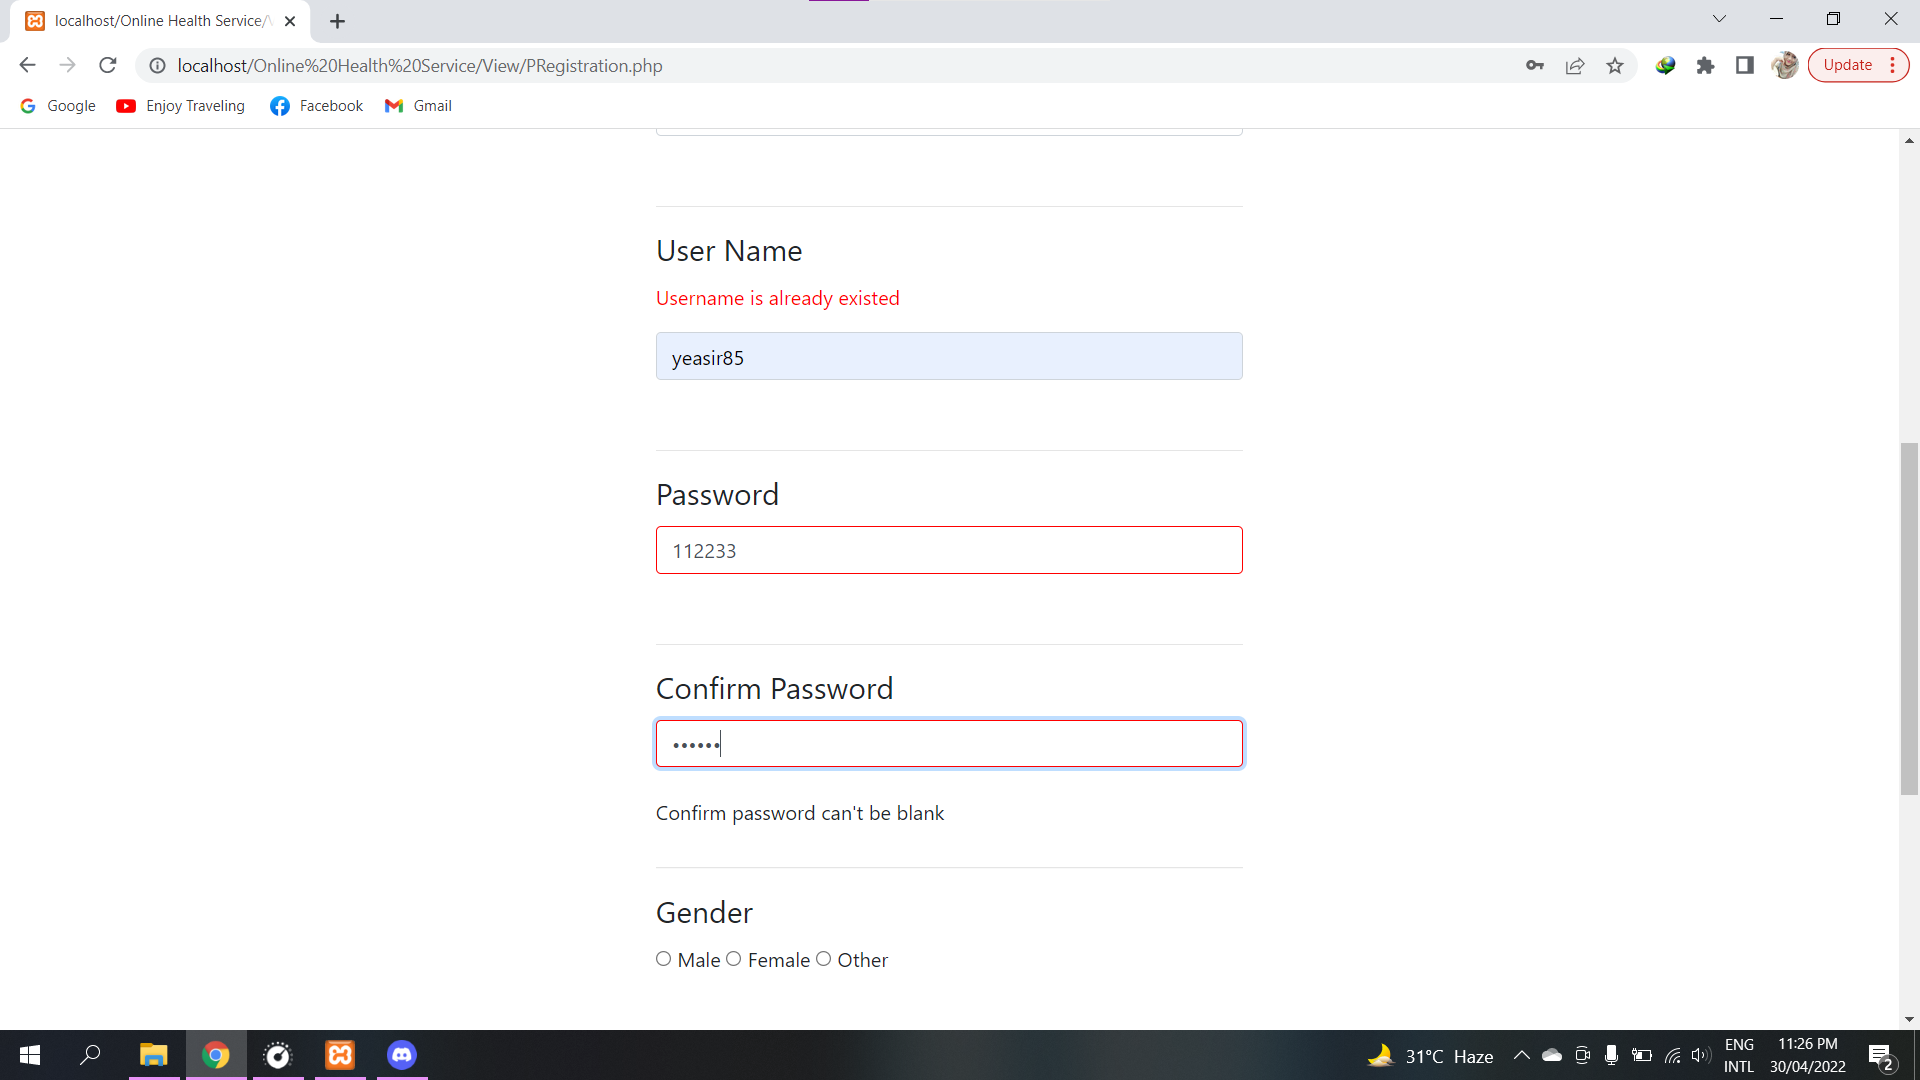 localhost/Online Health Service/
localhost/Online%20Health%20Service/View/PRegistration.php
Update
Google
Enjoy Traveling
Facebook
Gmail
User Name
Username is already existed
yeasir85
Password
112233
Confirm Password
••••••
Confirm password can't be blank
Gender
Male Female Other
31°C Haze
ENG
INTL
11:26 PM
30/04/2022
2